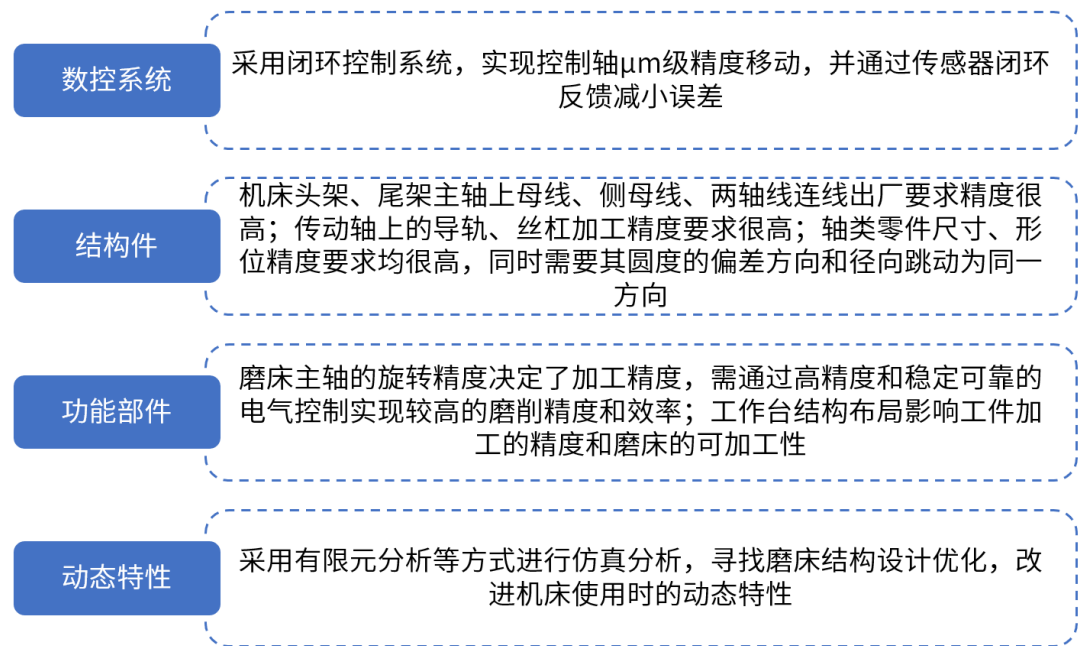 数控系统
采用闭环控制系统，实现控制轴μm级精度移动，并通过传感器闭环
反馈减小误差
结构件
机床头架、尾架主轴上母线、侧母线、两轴线连线出厂要求精度很
高；传动轴上的导轨、丝杠加工精度要求很高；轴类零件尺寸、形
位精度要求均很高，同时需要其圆度的偏差方向和径向跳动为同一
方向
功能部件
磨床主轴的旋转精度决定了加工精度，需通过高精度和稳定可靠的
电气控制实现较高的磨削精度和效率；工作台结构布局影响工件加
工的精度和磨床的可加工性
动态特性
采用有限元分析等方式进行仿真分析，寻找磨床结构设计优化，改
进机床使用时的动态特性